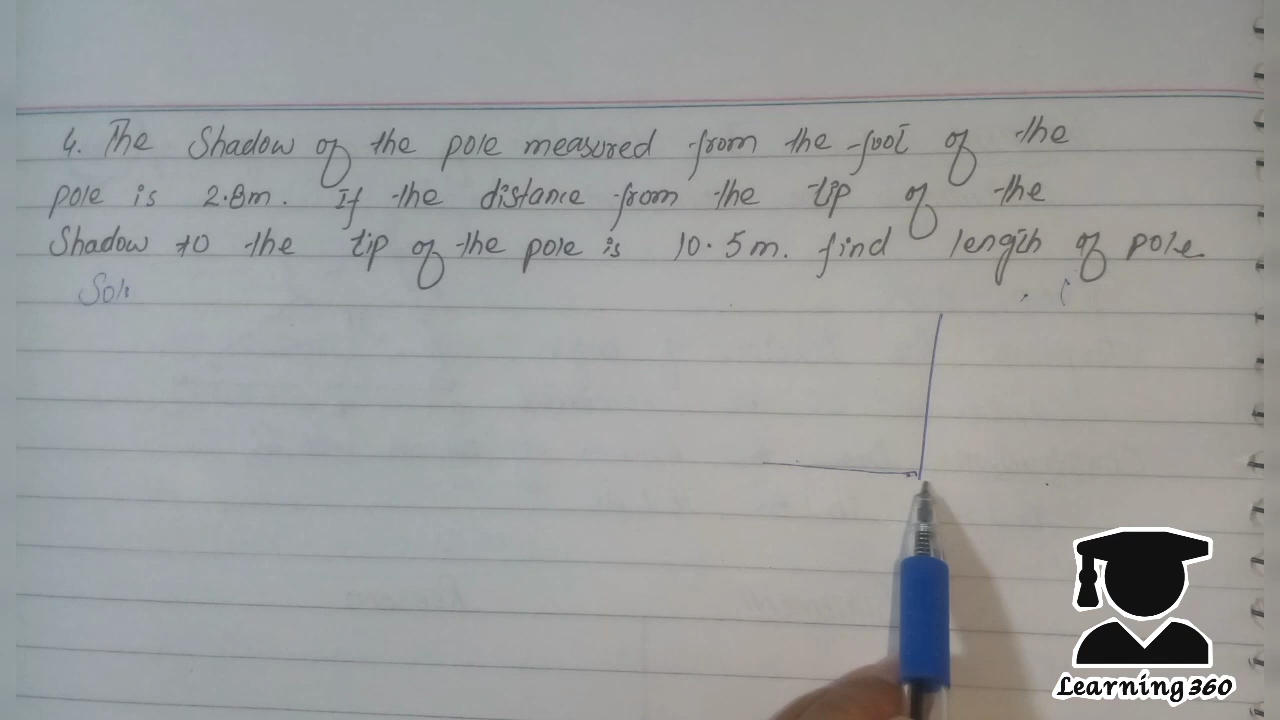 4. The Shadow of the pole measured from the foot of the
pole is 2.8m. If the distance from the tip of the
Shadow to the tip of the pole is 10.5m. find length of pole
Sol:
Learning 360